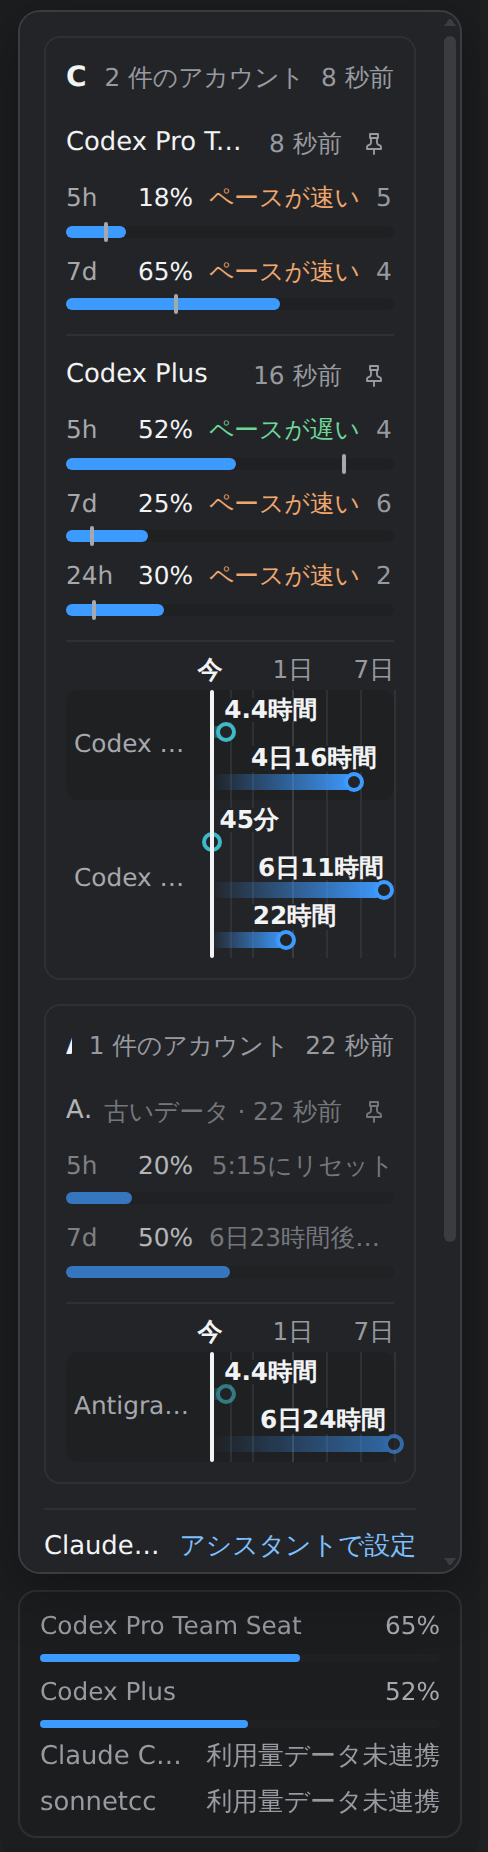 C 2 件のアカウント 8 秒前
Codex Pro T… 8 秒前
5h 18% ペースが速い 5
7d 65% ペースが速い 4
Codex Plus 16 秒前
5h 52% ペースが遅い 4
7d 25% ペースが速い 6
24h 30% ペースが速い 2
今 1日 7日
4.4時間
Codex …
4日16時間
45分
6日11時間
Codex …
22時間
1 件のアカウント 22 秒前
A. 古いデータ · 22 秒前
5h 20% 5:15にリセット
7d 50% 6日23時間後…
今 1日 7日
4.4時間
Antigra…
6日24時間
Claude… アシスタントで設定
Codex Pro Team Seat 65%
Codex Plus 52%
Claude C… 利用量データ未連携
sonnetcc 利用量データ未連携